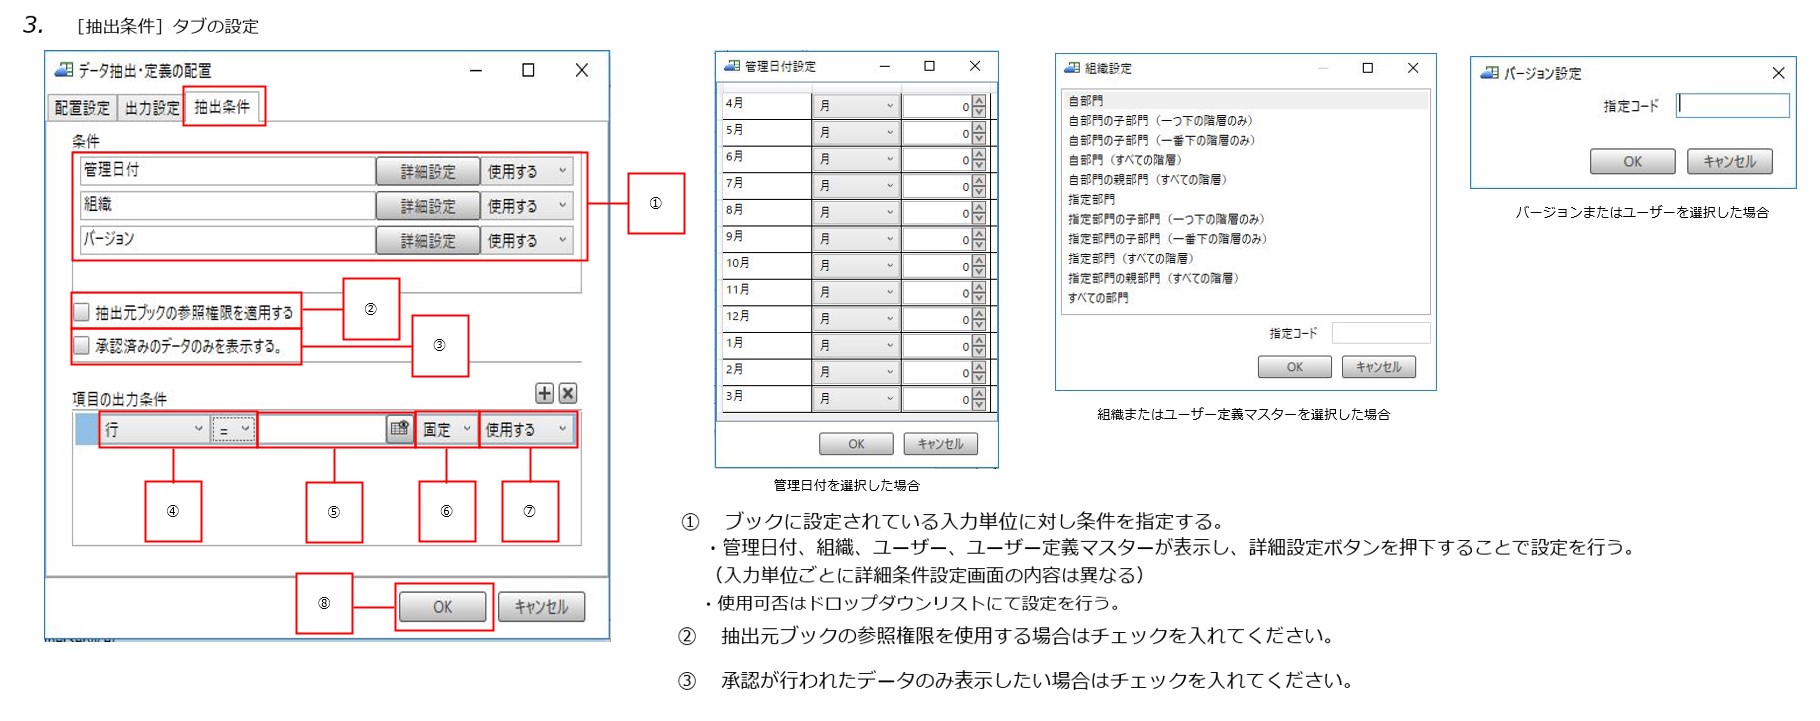 3. ［抽出条件］タブの設定
データ抽出・定義の配置
配置設定 出力設定 抽出条件
条件
管理日付 詳細設定 使用する
組織 詳細設定 使用する
バージョン 詳細設定 使用する
①
抽出元ブックの参照権限を適用する
②
承認済みのデータのみを表示する。
③
項目の出力条件
行 = 固定 使用する
④ ⑤ ⑥ ⑦
⑧
OK キャンセル
管理日付設定
4月 月 0
5月 月 0
6月 月 0
7月 月 0
8月 月 0
9月 月 0
10月 月 0
11月 月 0
12月 月 0
1月 月 0
2月 月 0
3月 月 0
OK キャンセル
管理日付を選択した場合
組織設定
自部門
自部門の子部門（一つ下の階層のみ）
自部門の子部門（一番下の階層のみ）
自部門（すべての階層）
自部門の親部門（すべての階層）
指定部門
指定部門の子部門（一つ下の階層のみ）
指定部門の子部門（一番下の階層のみ）
指定部門（すべての階層）
指定部門の親部門（すべての階層）
すべての部門
指定コード
OK キャンセル
組織またはユーザー定義マスターを選択した場合
バージョン設定
指定コード
OK キャンセル
バージョンまたはユーザーを選択した場合
① ブックに設定されている入力単位に対し条件を指定する。
・管理日付、組織、ユーザー、ユーザー定義マスターが表示し、詳細設定ボタンを押下することで設定を行う。
（入力単位ごとに詳細条件設定画面の内容は異なる）
・使用可否はドロップダウンリストにて設定を行う。
② 抽出元ブックの参照権限を使用する場合はチェックを入れてください。
③ 承認が行われたデータのみ表示したい場合はチェックを入れてください。